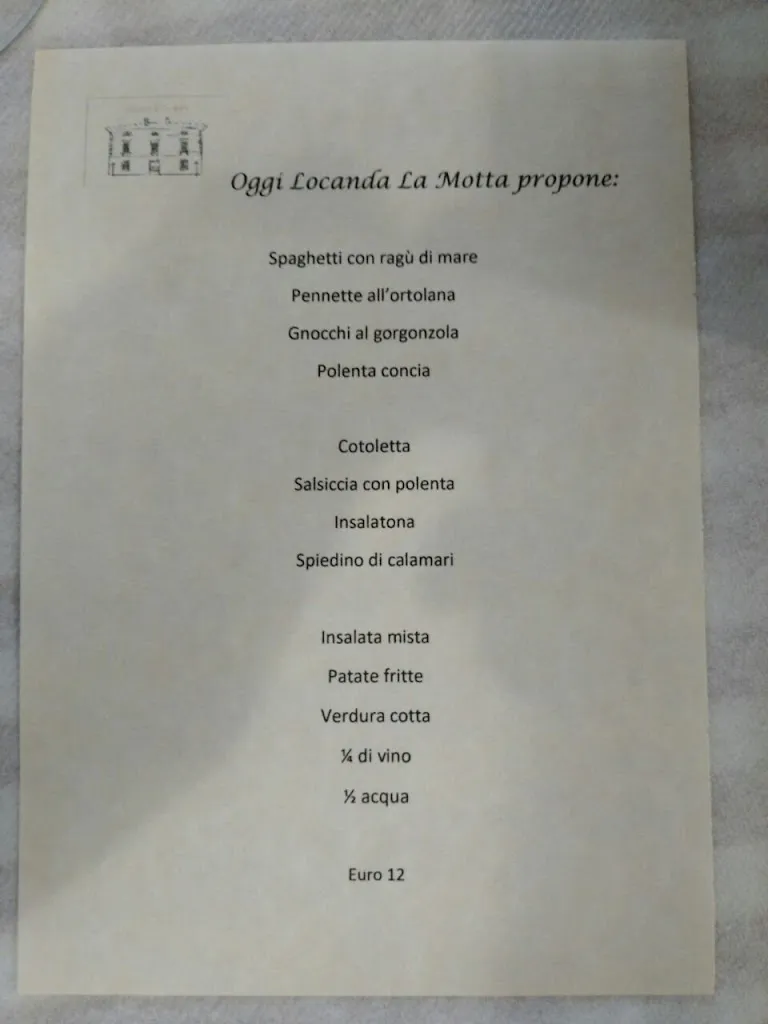 Oggi Locanda La Motta propone:
Spaghetti con ragù di mare
Pennette all'ortolana
Gnocchi al gorgonzola
Polenta concia
Cotoletta
Salsiccia con polenta
Insalatona
Spiedino di calamari
Insalata mista
Patate fritte
Verdura cotta
¼ di vino
½ acqua
Euro 12